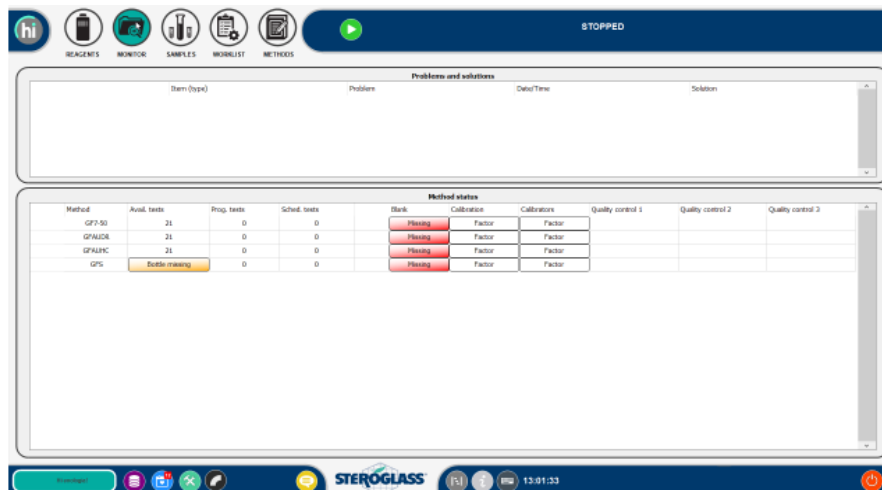 hi
STOPPED
REAGENTS MONITOR SAMPLES WORKLIST METHODS
Problems and solutions
Item (type) Problem Date/Time Solution
Method status
Method Avail. tests Prog. tests Sched. tests Blank Calibration Calibrators Quality control 1 Quality control 2 Quality control 3
GF7-50 21 0 0 Missing Factor Factor
GFAUDR 21 0 0 Missing Factor Factor
GFAUHC 21 0 0 Missing Factor Factor
GFS Bottle missing 0 0 Missing Factor Factor
STEROGLASS 13:01:33